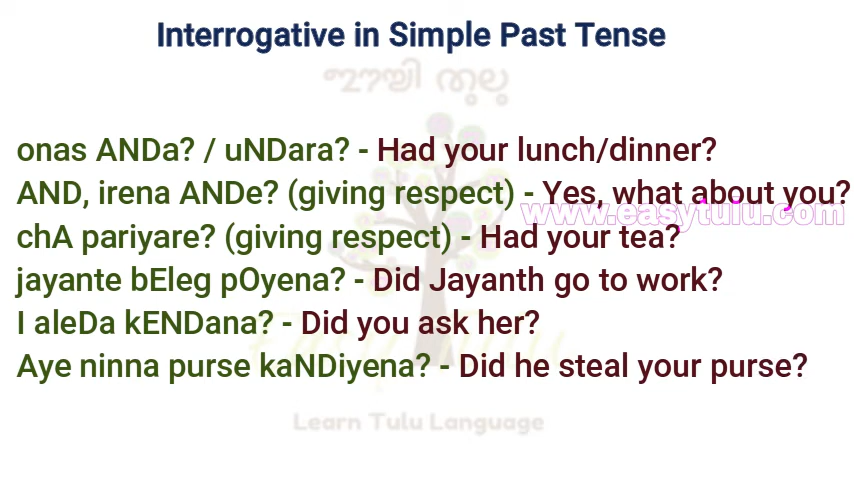 Interrogative in Simple Past Tense
onas ANDa? / uNDara? - Had your lunch/dinner?
AND, irena ANDe? (giving respect) - Yes, what about you?
www.easytulu.com
chA pariyare? (giving respect) - Had your tea?
jayante bEleg pOyena? - Did Jayanth go to work?
I aleDa kENDana? - Did you ask her?
Aye ninna purse kaNDiyena? - Did he steal your purse?
Learn Tulu Language